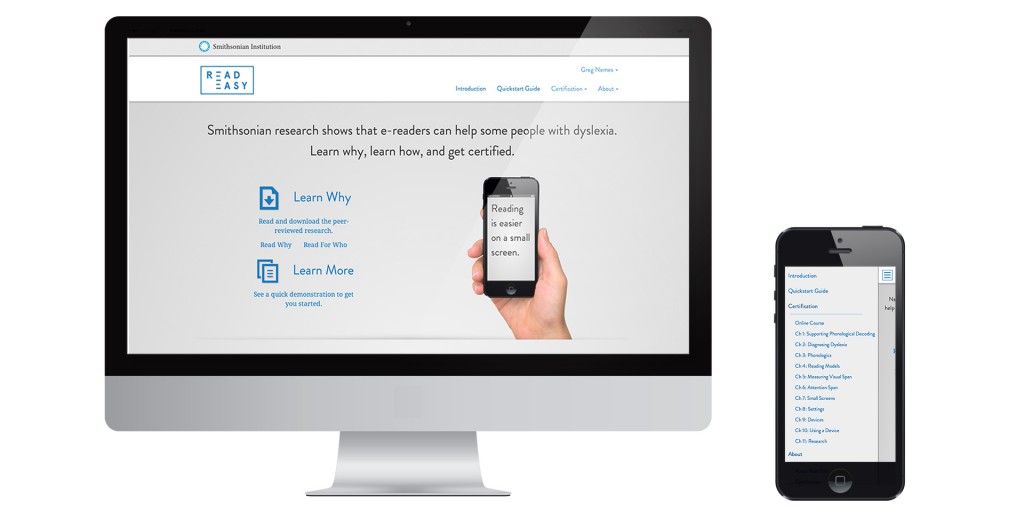 Smithsonian Institution
READ
EASY
Greg Nemes
Introduction Quickstart Guide Certification About
Smithsonian research shows that e-readers can help some people with dyslexia.
Learn why, learn how, and get certified.
Learn Why
Read and download the peer-
reviewed research.
Read Why Read For Who
Learn More
See a quick demonstration to get
you started.
Reading
is easier
on a small
screen.
Introduction
Quickstart Guide
Certification
Online Course
Ch 1: Supporting Phonological Decoding
Ch 2: Diagnosing Dyslexia
Ch 3: Phonologics
Ch 4: Reading Models
Ch 5: Measuring Visual Span
Ch 6: Attention Span
Ch 7: Small Screens
Ch 8: Settings
Ch 9: Devices
Ch 10: Using a Device
Ch 11: Research
About
Ne
help